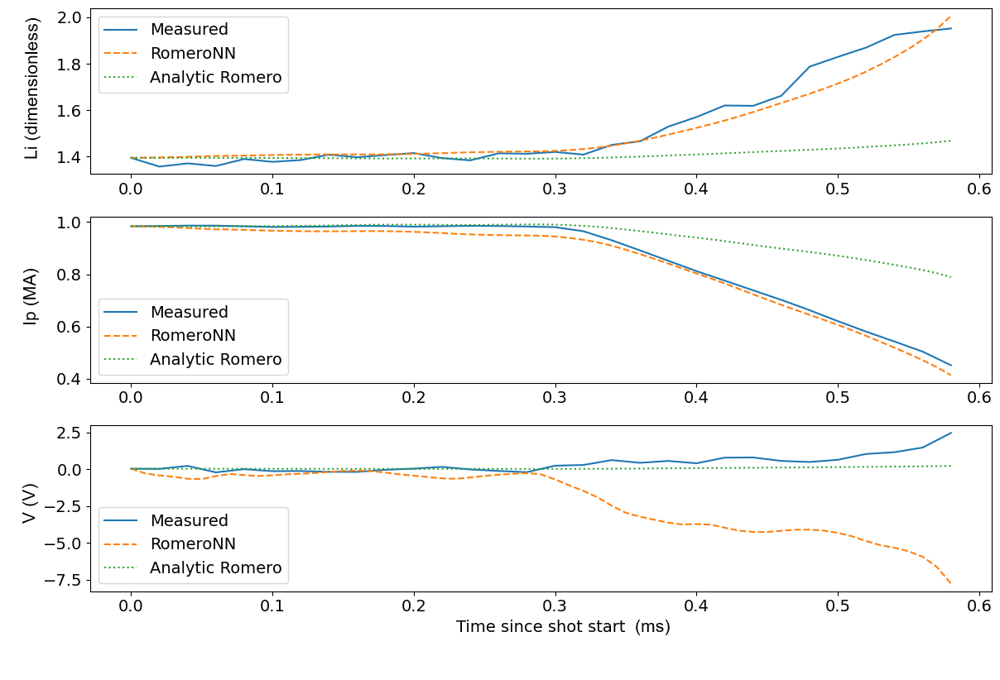 Li (dimensionless)
2.0
1.8
1.6
1.4
Measured
RomeroNN
Analytic Romero
0.0 0.1 0.2 0.3 0.4 0.5 0.6
Ip (MA)
1.0
0.8
0.6
0.4
Measured
RomeroNN
Analytic Romero
0.0 0.1 0.2 0.3 0.4 0.5 0.6
V (V)
2.5
0.0
−2.5
−5.0
−7.5
Measured
RomeroNN
Analytic Romero
0.0 0.1 0.2 0.3 0.4 0.5 0.6
Time since shot start (ms)